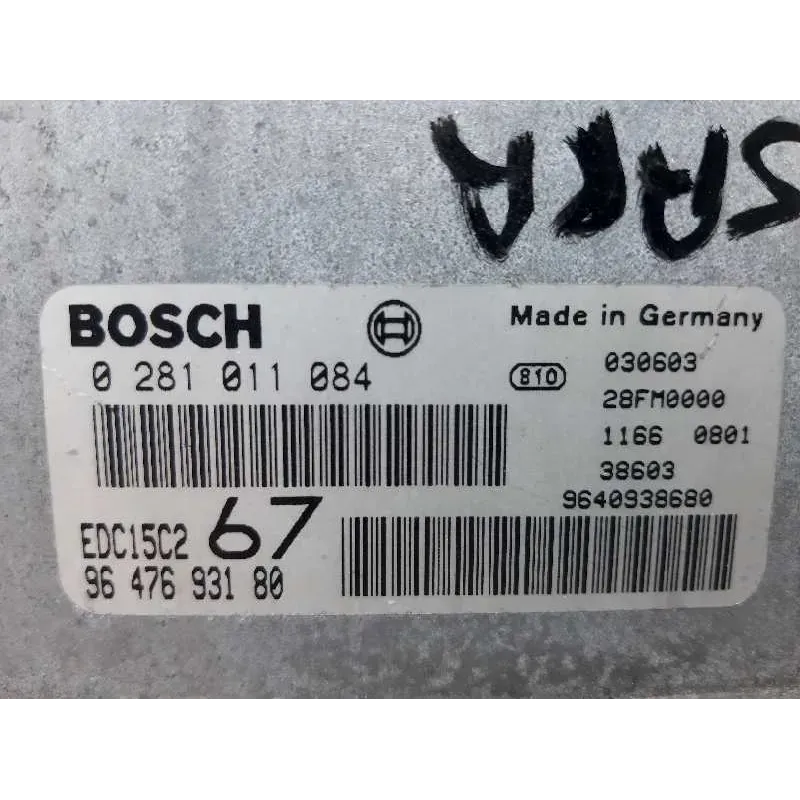 BOSCH
Made in Germany
0 281 011 084
810
030603
28FM0000
1166 0801
38603
9640938680
EDC15C2
67
96 476 931 80